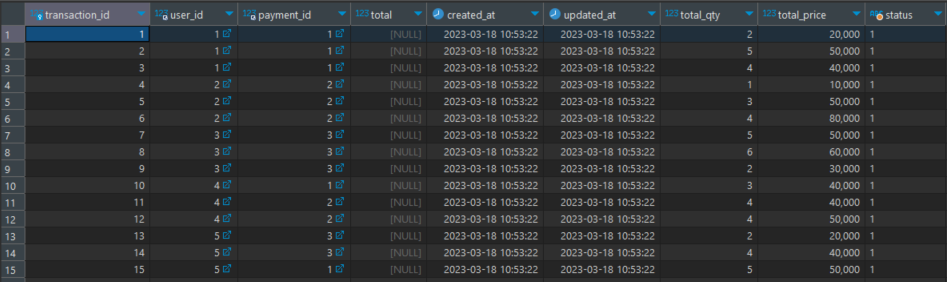 123 transaction_id 123 user_id 123 payment_id 123 total created_at updated_at 123 total_qty 123 total_price status
1 1 1 1 [NULL] 2023-03-18 10:53:22 2023-03-18 10:53:22 2 20,000 1
2 2 1 1 [NULL] 2023-03-18 10:53:22 2023-03-18 10:53:22 5 50,000 1
3 3 1 1 [NULL] 2023-03-18 10:53:22 2023-03-18 10:53:22 4 40,000 1
4 4 2 2 [NULL] 2023-03-18 10:53:22 2023-03-18 10:53:22 1 10,000 1
5 5 2 2 [NULL] 2023-03-18 10:53:22 2023-03-18 10:53:22 3 50,000 1
6 6 2 2 [NULL] 2023-03-18 10:53:22 2023-03-18 10:53:22 4 80,000 1
7 7 3 3 [NULL] 2023-03-18 10:53:22 2023-03-18 10:53:22 5 50,000 1
8 8 3 3 [NULL] 2023-03-18 10:53:22 2023-03-18 10:53:22 6 60,000 1
9 9 3 3 [NULL] 2023-03-18 10:53:22 2023-03-18 10:53:22 2 30,000 1
10 10 4 1 [NULL] 2023-03-18 10:53:22 2023-03-18 10:53:22 3 40,000 1
11 11 4 2 [NULL] 2023-03-18 10:53:22 2023-03-18 10:53:22 4 40,000 1
12 12 4 2 [NULL] 2023-03-18 10:53:22 2023-03-18 10:53:22 4 50,000 1
13 13 5 3 [NULL] 2023-03-18 10:53:22 2023-03-18 10:53:22 2 20,000 1
14 14 5 3 [NULL] 2023-03-18 10:53:22 2023-03-18 10:53:22 4 40,000 1
15 15 5 1 [NULL] 2023-03-18 10:53:22 2023-03-18 10:53:22 5 50,000 1